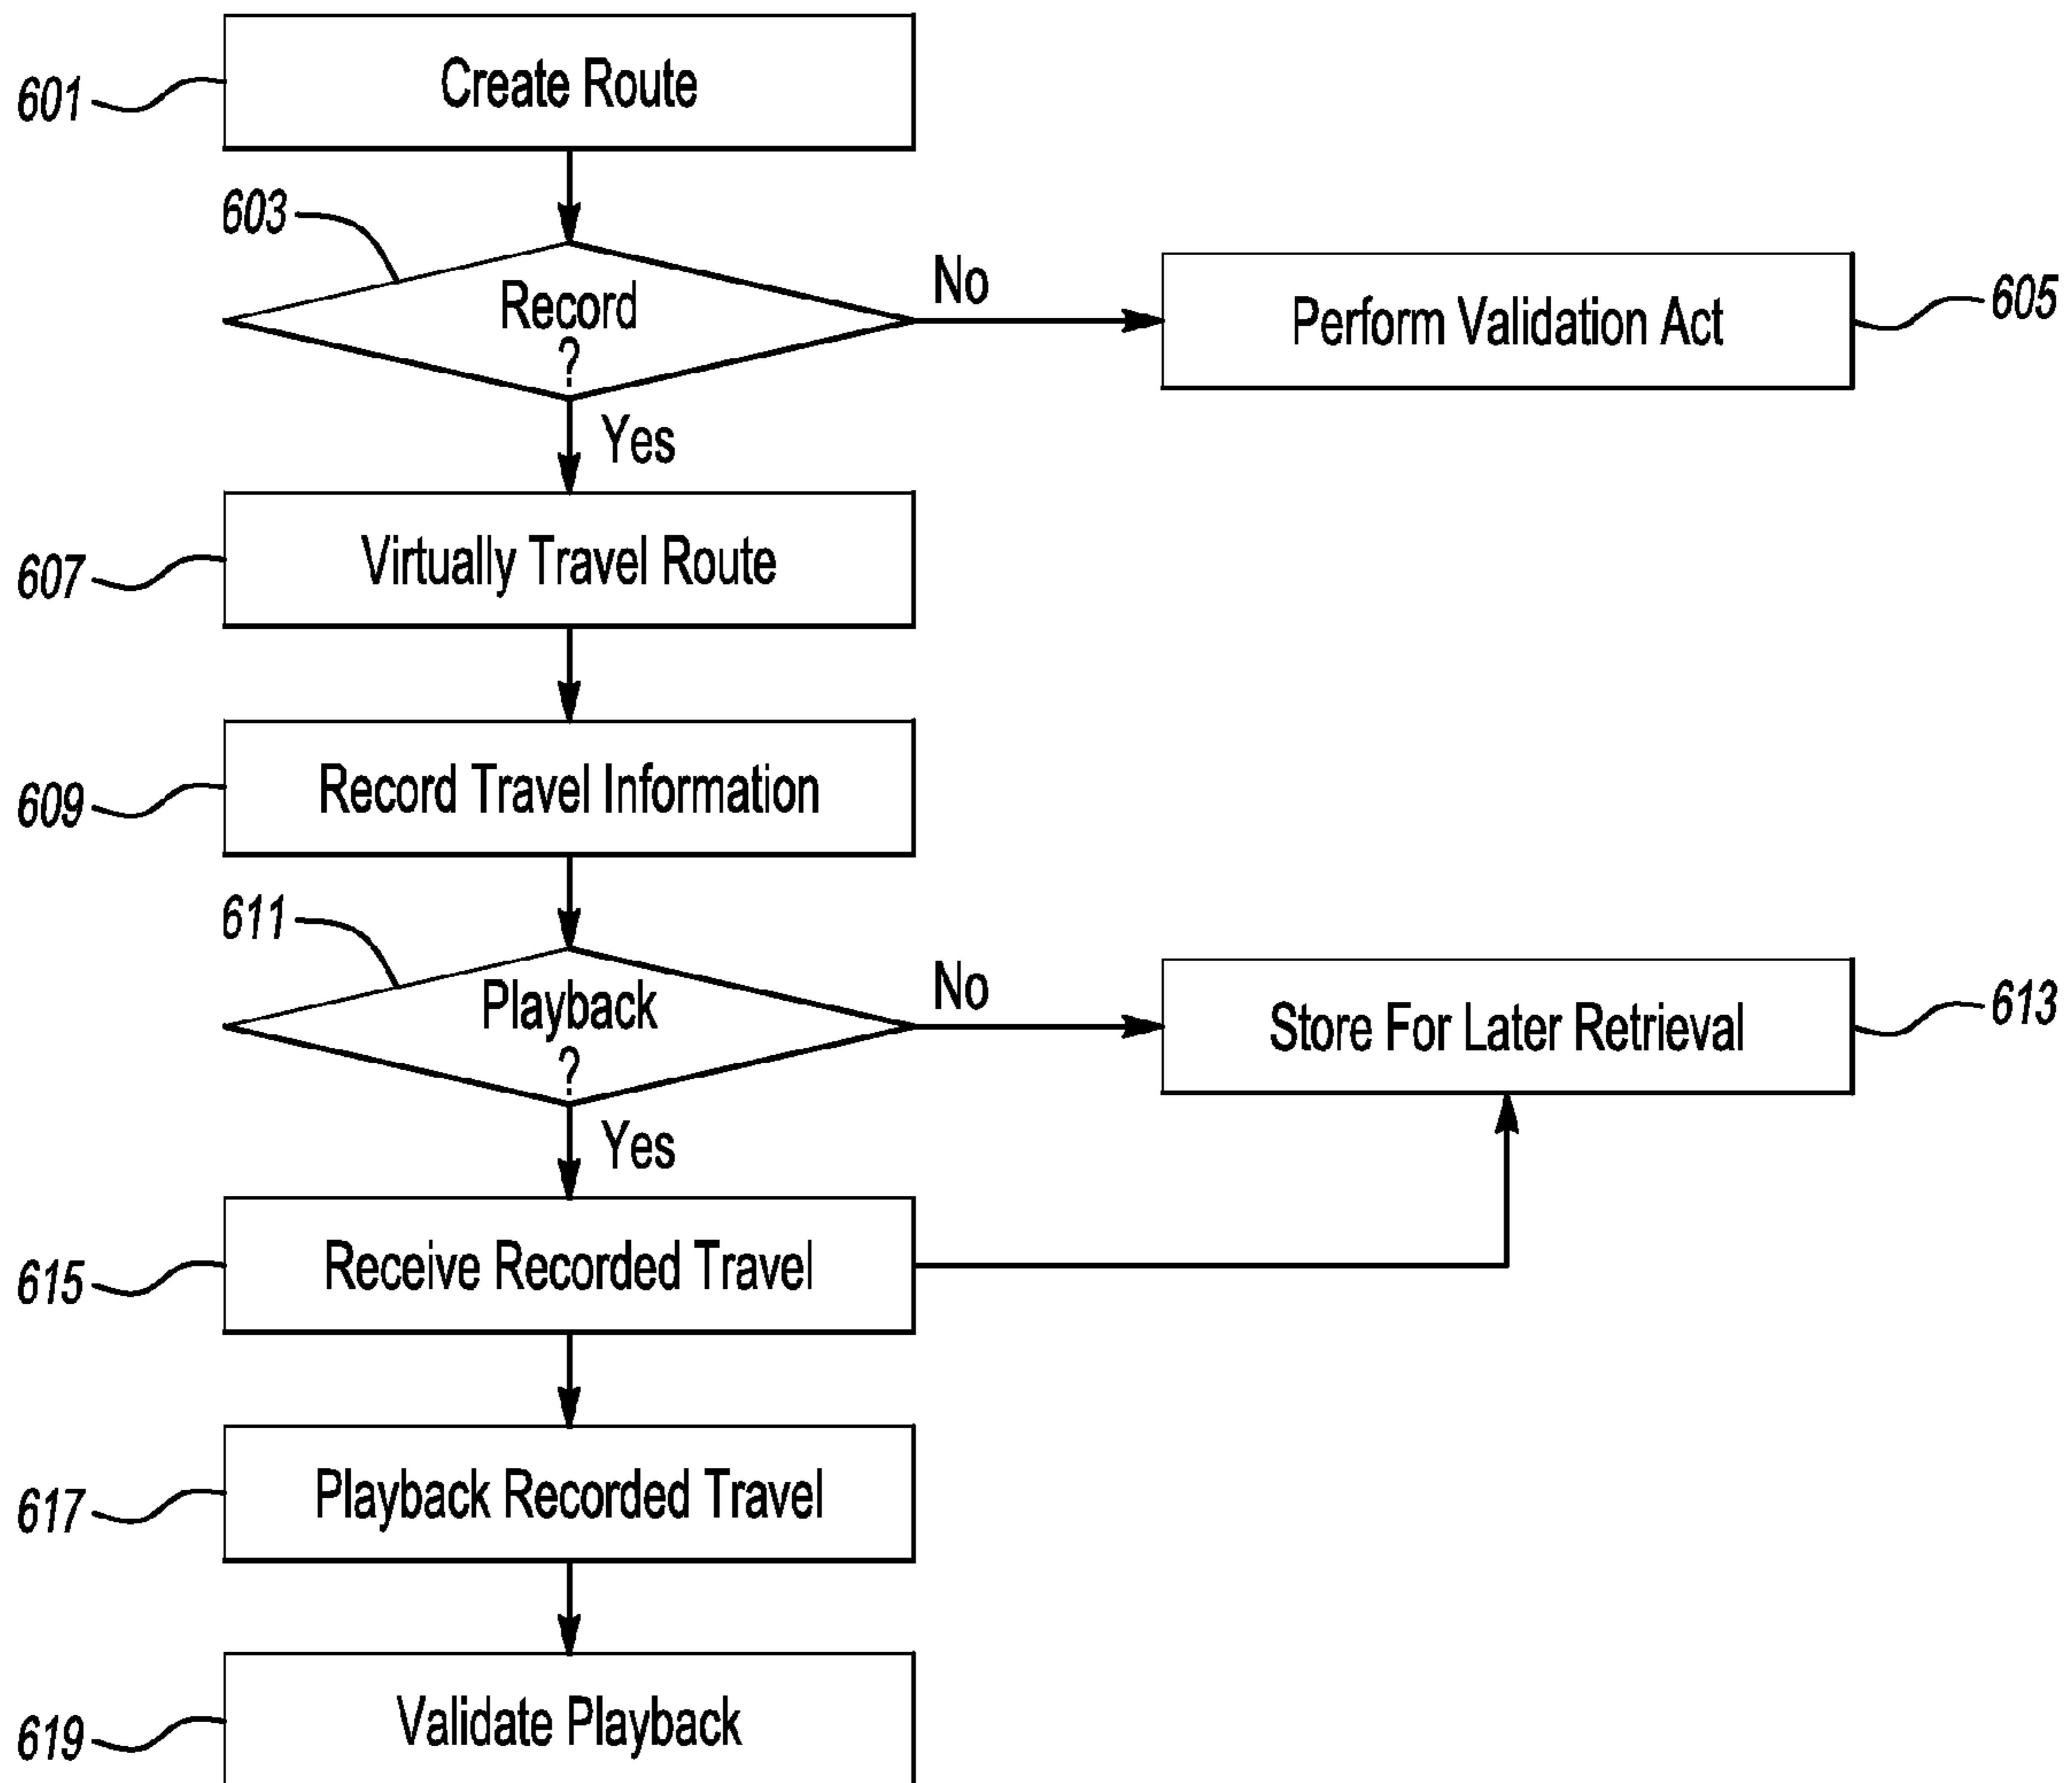 Create Route
601
603
Record
?
No
Perform Validation Act
605
Yes
Virtually Travel Route
607
Record Travel Information
609
611
Playback
?
No
Store For Later Retrieval
613
Yes
Receive Recorded Travel
615
Playback Recorded Travel
617
Validate Playback
619